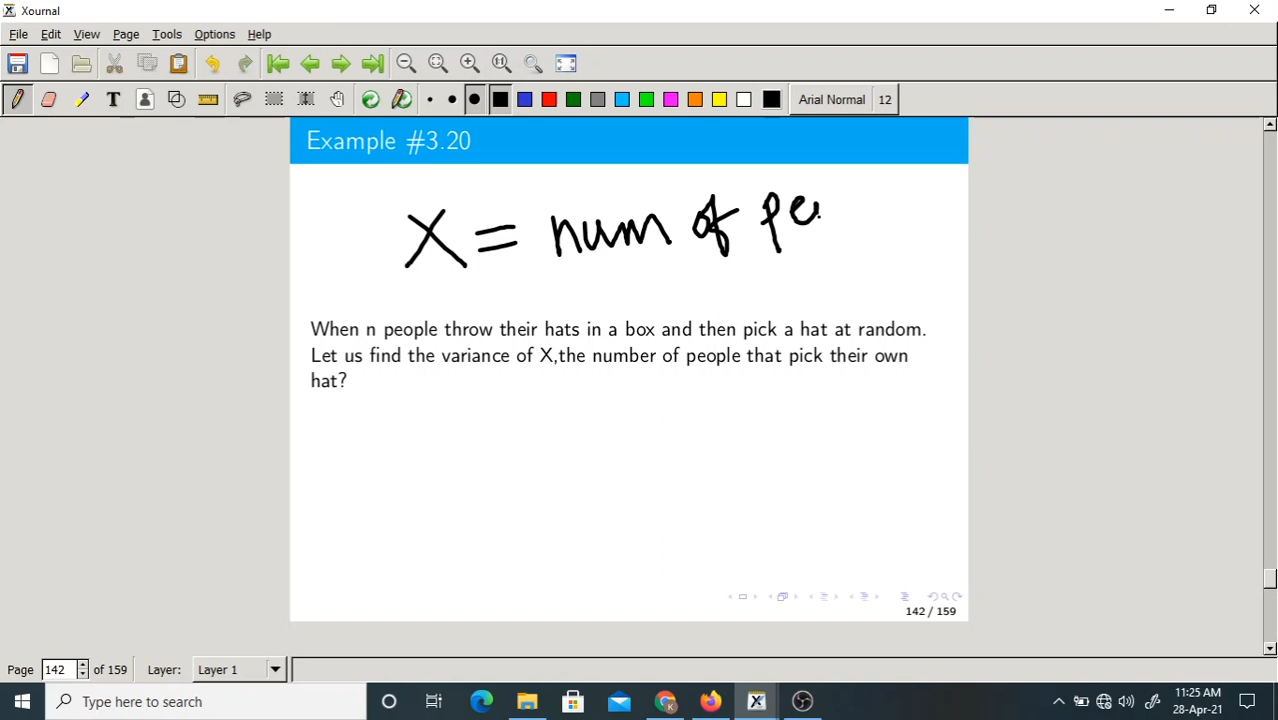 Xournal
File Edit View Page Tools Options Help
T Arial Normal 12
Example #3.20
X = num of pe
When n people throw their hats in a box and then pick a hat at random.
Let us find the variance of X,the number of people that pick their own
hat?
142 / 159
Page 142 of 159 Layer: Layer 1
Type here to search
11:25 AM
28-Apr-21